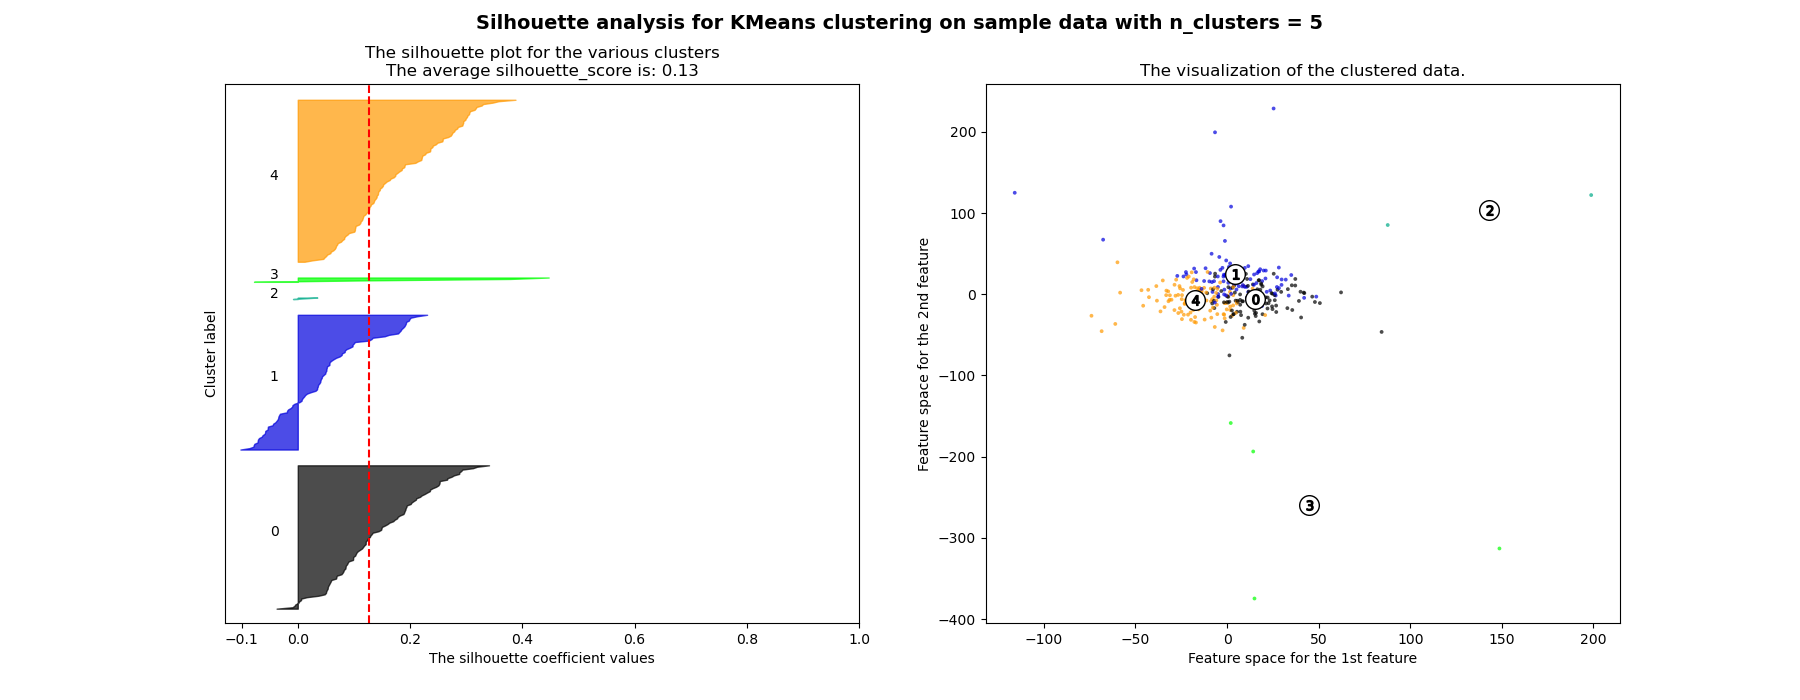 Silhouette analysis for KMeans clustering on sample data with n_clusters = 5
The silhouette plot for the various clusters
The average silhouette_score is: 0.13
4
3
2
1
0
Cluster label
−0.1 0.0 0.2 0.4 0.6 0.8 1.0
The silhouette coefficient values
The visualization of the clustered data.
200
100
0
−100
−200
−300
−400
Feature space for the 2nd feature
2
1
4 0
3
−100 −50 0 50 100 150 200
Feature space for the 1st feature